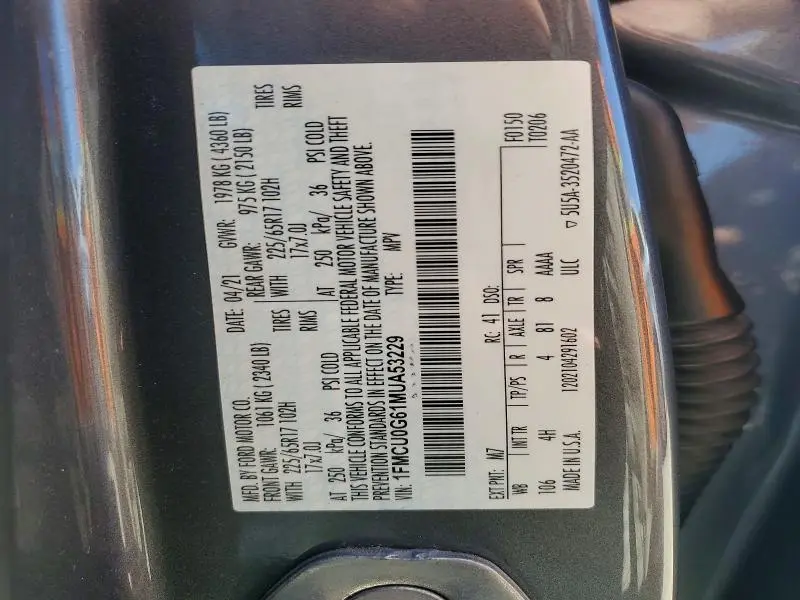 MFD. BY FORD MOTOR CO.
DATE: 04/21
GVWR: 1978 KG ( 4360 LB)
FRONT GAWR: 1061 KG ( 2340 LB)
REAR GAWR: 975 KG ( 2150 LB)
WITH 225/65R17 102H TIRES
WITH 225/65R17 102H TIRES
17x7.0J RIMS
17x7.0J RIMS
AT 250 kPa/ 36 PSI COLD
AT 250 kPa/ 36 PSI COLD
THIS VEHICLE CONFORMS TO ALL APPLICABLE FEDERAL MOTOR VEHICLE SAFETY AND THEFT
PREVENTION STANDARDS IN EFFECT ON THE DATE OF MANUFACTURE SHOWN ABOVE.
VIN: 1FMCU0G61MUA53229
TYPE: MPV
EXT PNT: M7 RC: 41 DSO: F0150
T0206
WB INT TR TP/PS R AXLE TR SPR
106 4H 4 81 8 AAAA
MADE IN U.S.A. 1202104291602 ULC
5U5A-3520472-AA